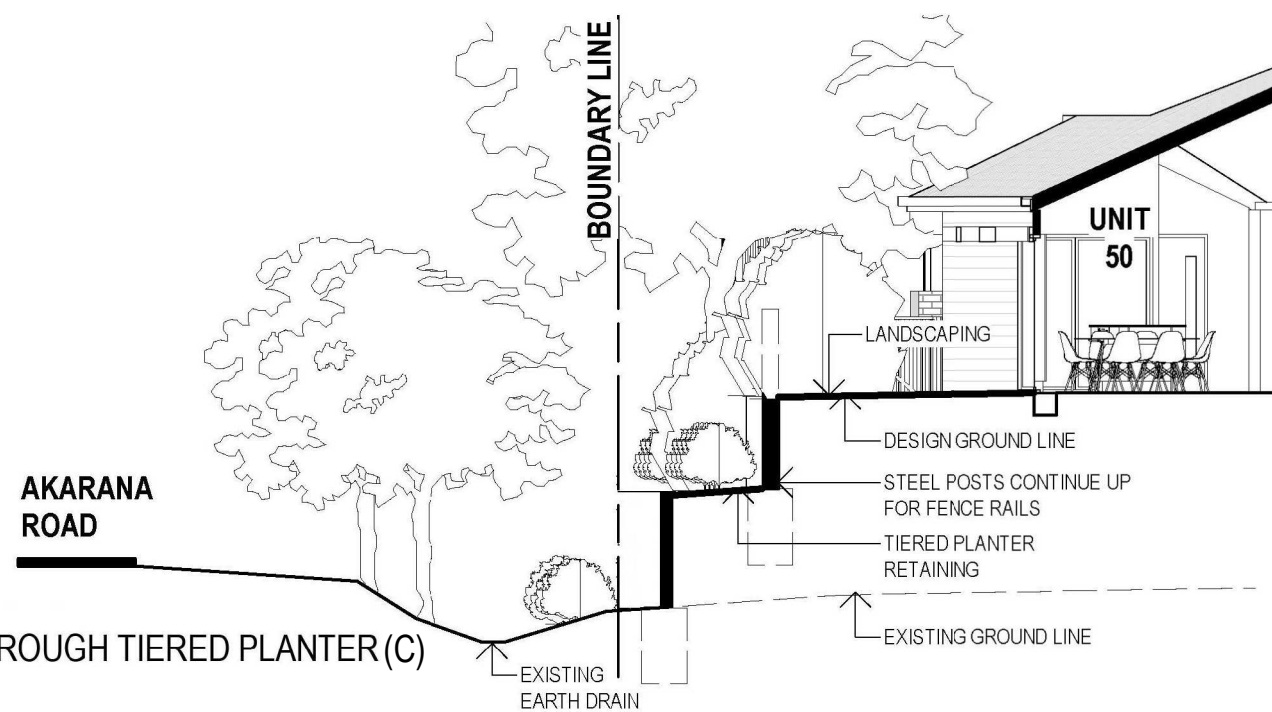 BOUNDARY LINE
UNIT
50
LANDSCAPING
DESIGN GROUND LINE
AKARANA
ROAD
STEEL POSTS CONTINUE UP
FOR FENCE RAILS
TIERED PLANTER
RETAINING
EXISTING GROUND LINE
ROUGH TIERED PLANTER (C)
EXISTING
EARTH DRAIN